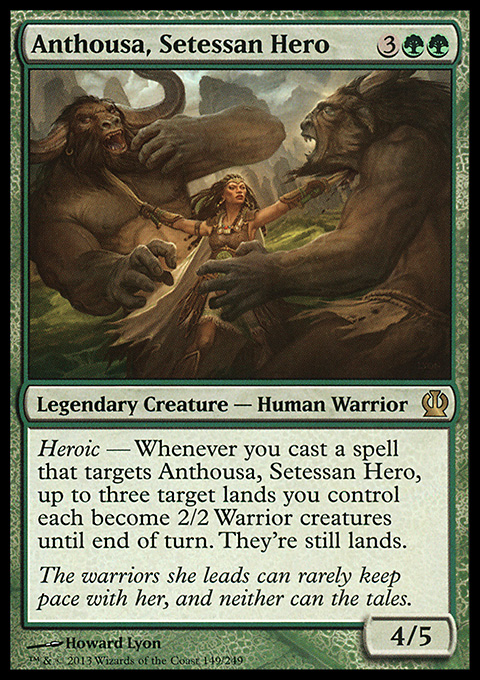 Anthousa, Setessan Hero 3
Legendary Creature — Human Warrior
Heroic — Whenever you cast a spell
that targets Anthousa, Setessan Hero,
up to three target lands you control
each become 2/2 Warrior creatures
until end of turn. They're still lands.
The warriors she leads can rarely keep
pace with her, and neither can the tales.
Howard Lyon
4/5
™ & © 2013 Wizards of the Coast 149/249